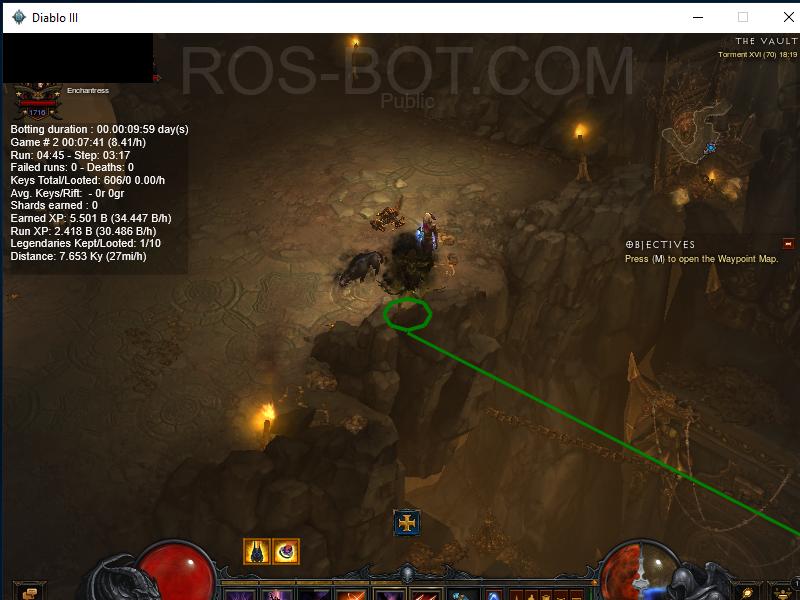 Diablo III
THE VAULT
Torment XVI (70) 18:19
ROS-BOT.COM
Public
Enchantress
1716
Botting duration : 00.00:09:59 day(s)
Game # 2 00:07:41 (8.41/h)
Run: 04:45 - Step: 03:17
Failed runs: 0 - Deaths: 0
Keys Total/Looted: 606/0 0.00/h
Avg. Keys/Rift: - 0r 0gr
Shards earned : 0
Earned XP: 5.501 B (34.447 B/h)
Run XP: 2.418 B (30.486 B/h)
Legendaries Kept/Looted: 1/10
Distance: 7.653 Ky (27mi/h)
OBJECTIVES
Press (M) to open the Waypoint Map.